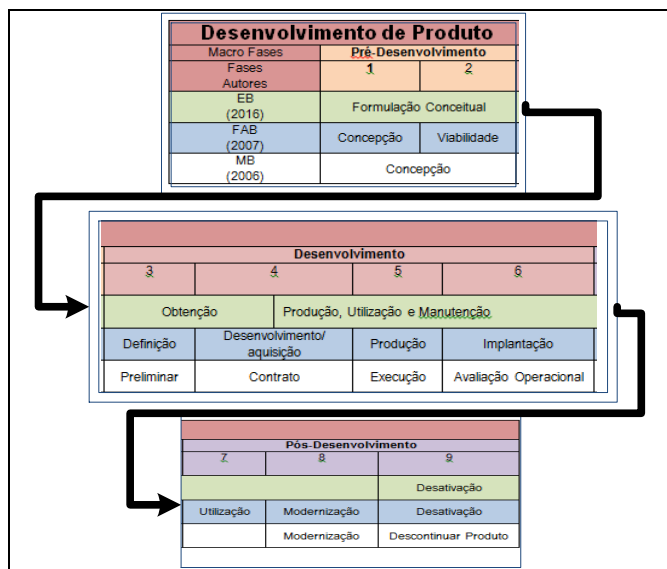 Desenvolvimento de Produto
Macro Fases Pré-Desenvolvimento
Fases 1 2
Autores
EB
(2016) Formulação Conceitual
FAB
(2007) Concepção Viabilidade
MB
(2006) Concepção
Desenvolvimento
3 4 5 6
Obtenção Produção, Utilização e Manutenção
Definição Desenvolvimento/
aquisição Produção Implantação
Preliminar Contrato Execução Avaliação Operacional
Pós-Desenvolvimento
7 8 9
Desativação
Utilização Modernização Desativação
Modernização Descontinuar Produto